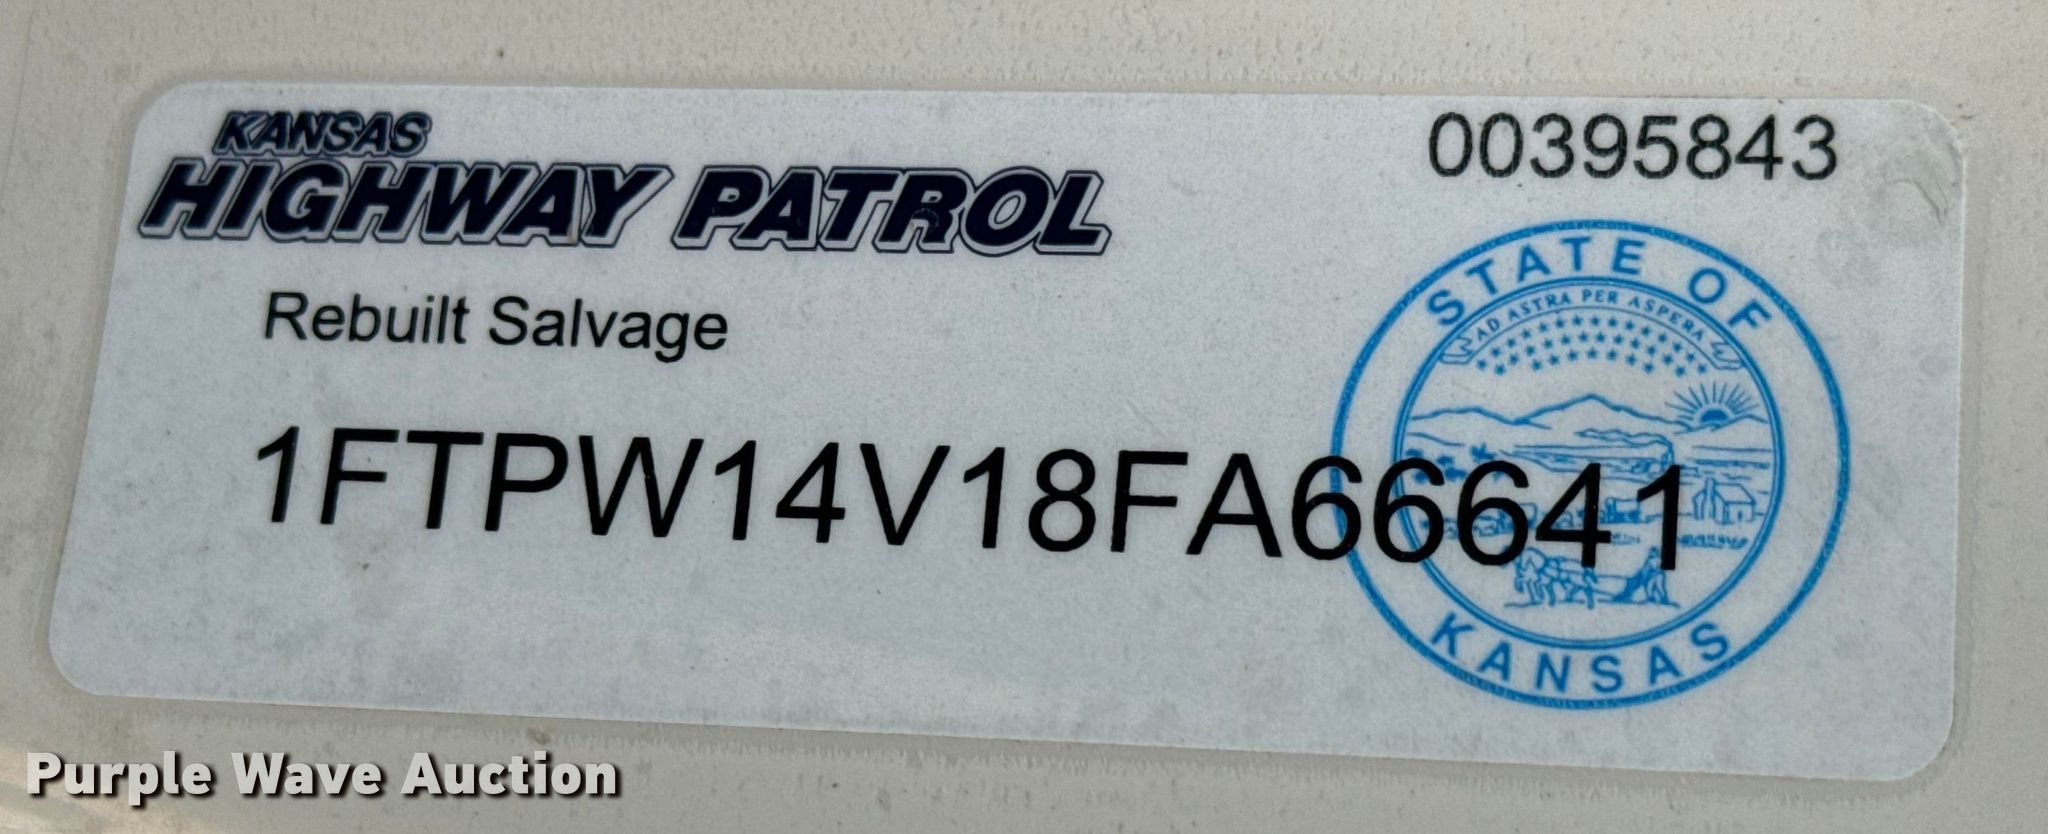 KANSAS
HIGHWAY PATROL
00395843
Rebuilt Salvage
STATE OF
AD ASTRA PER ASPERA
1FTPW14V18FA66641
KANSAS
Purple Wave Auction